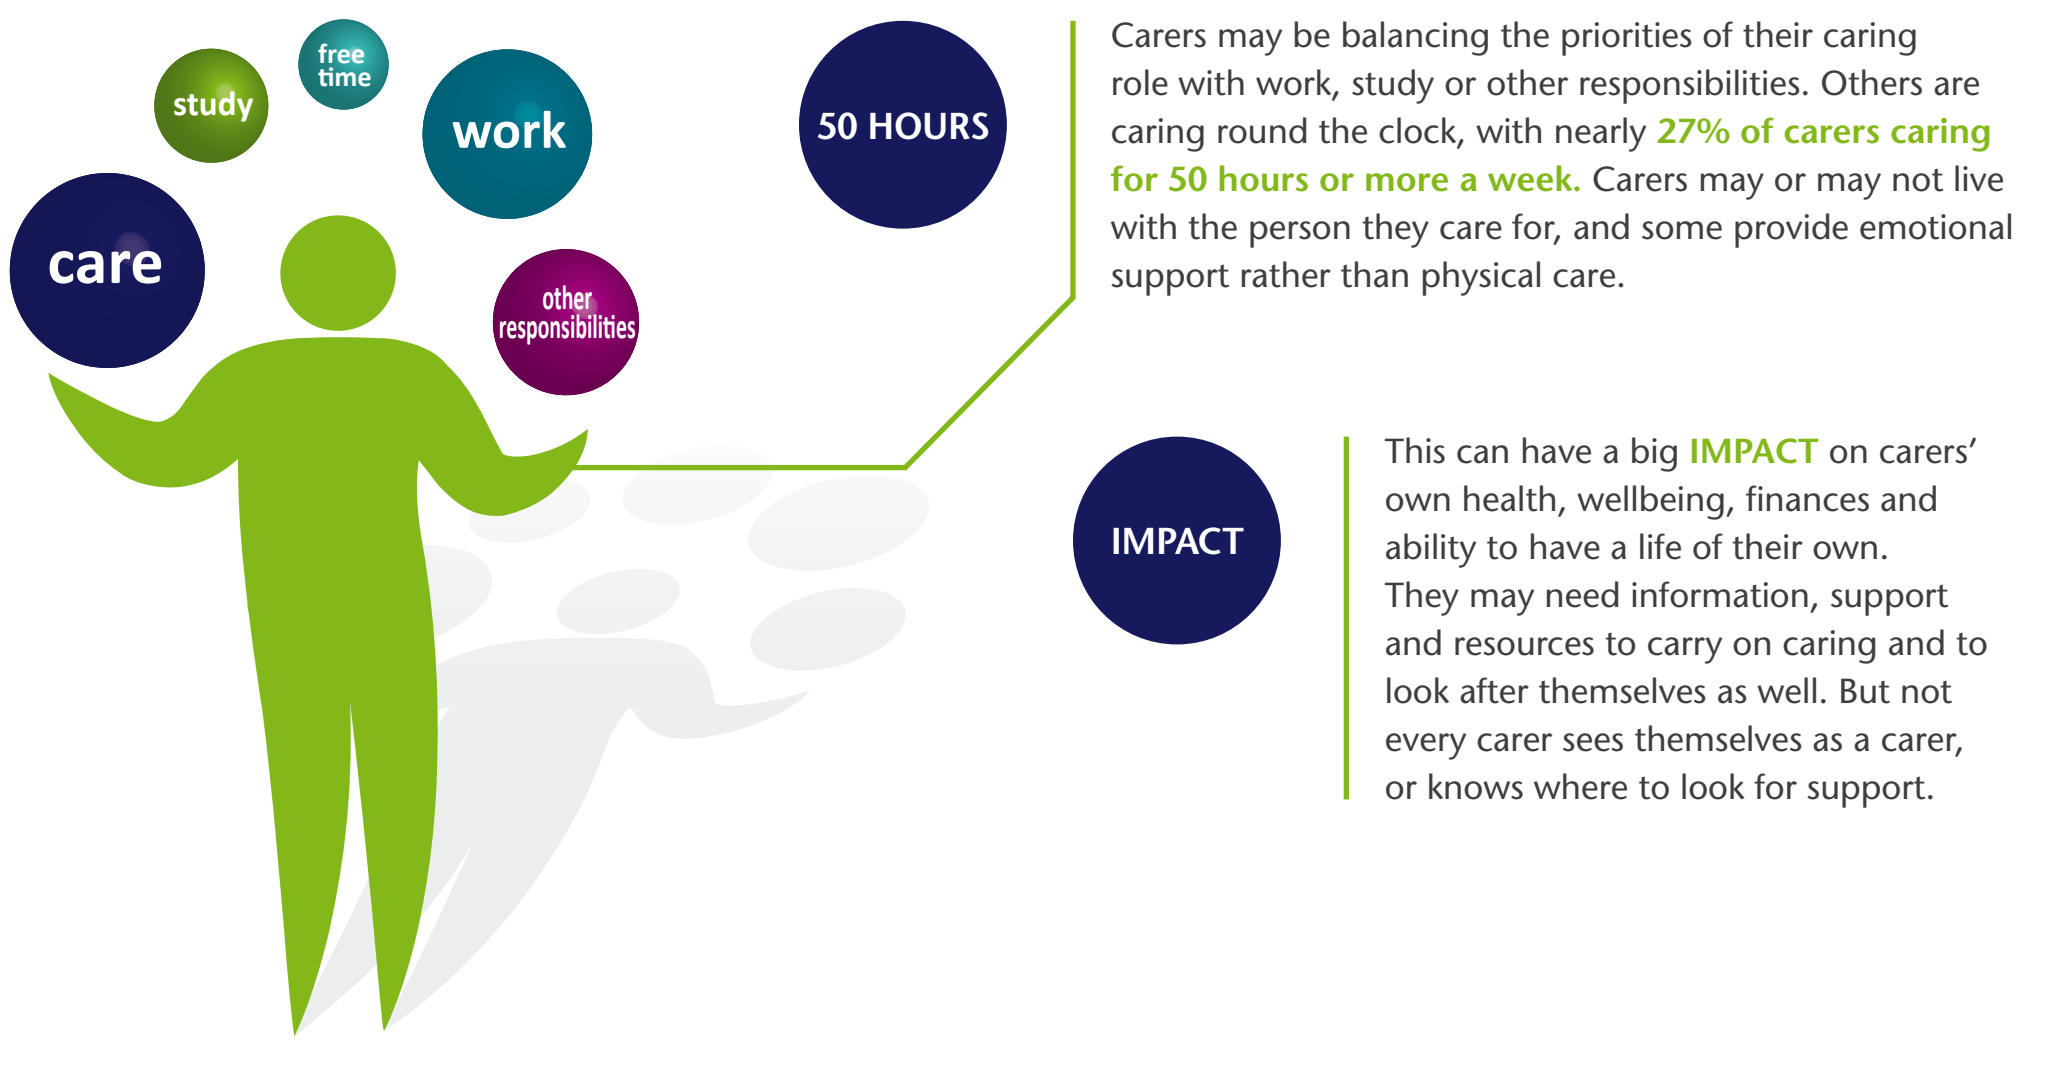 free
time
study
work
care
other
responsibilities
50 HOURS
Carers may be balancing the priorities of their caring
role with work, study or other responsibilities. Others are
caring round the clock, with nearly 27% of carers caring
for 50 hours or more a week. Carers may or may not live
with the person they care for, and some provide emotional
support rather than physical care.
IMPACT
This can have a big IMPACT on carers’
own health, wellbeing, finances and
ability to have a life of their own.
They may need information, support
and resources to carry on caring and to
look after themselves as well. But not
every carer sees themselves as a carer,
or knows where to look for support.